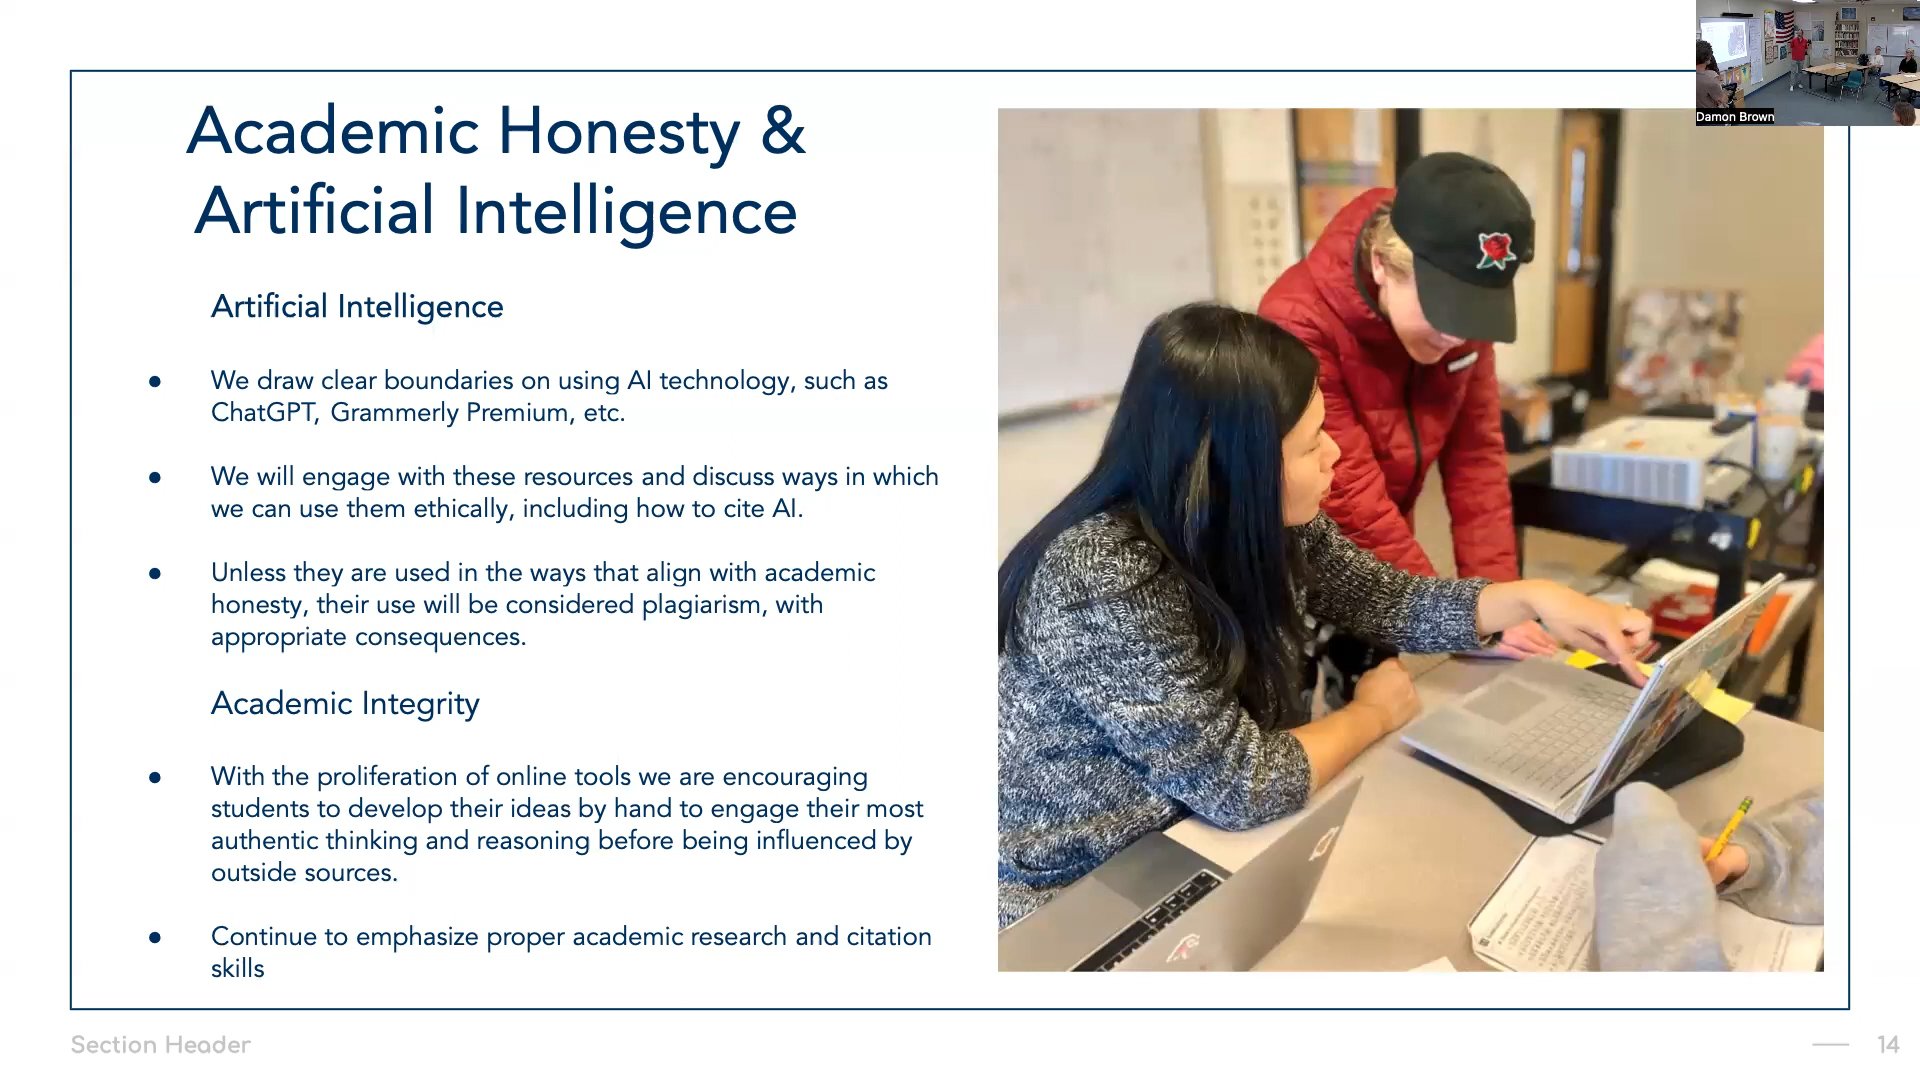 Damon Brown
Academic Honesty &
Artificial Intelligence
Artificial Intelligence
● We draw clear boundaries on using AI technology, such as
ChatGPT, Grammerly Premium, etc.
● We will engage with these resources and discuss ways in which
we can use them ethically, including how to cite AI.
● Unless they are used in the ways that align with academic
honesty, their use will be considered plagiarism, with
appropriate consequences.
Academic Integrity
● With the proliferation of online tools we are encouraging
students to develop their ideas by hand to engage their most
authentic thinking and reasoning before being influenced by
outside sources.
● Continue to emphasize proper academic research and citation
skills
Section Header
14